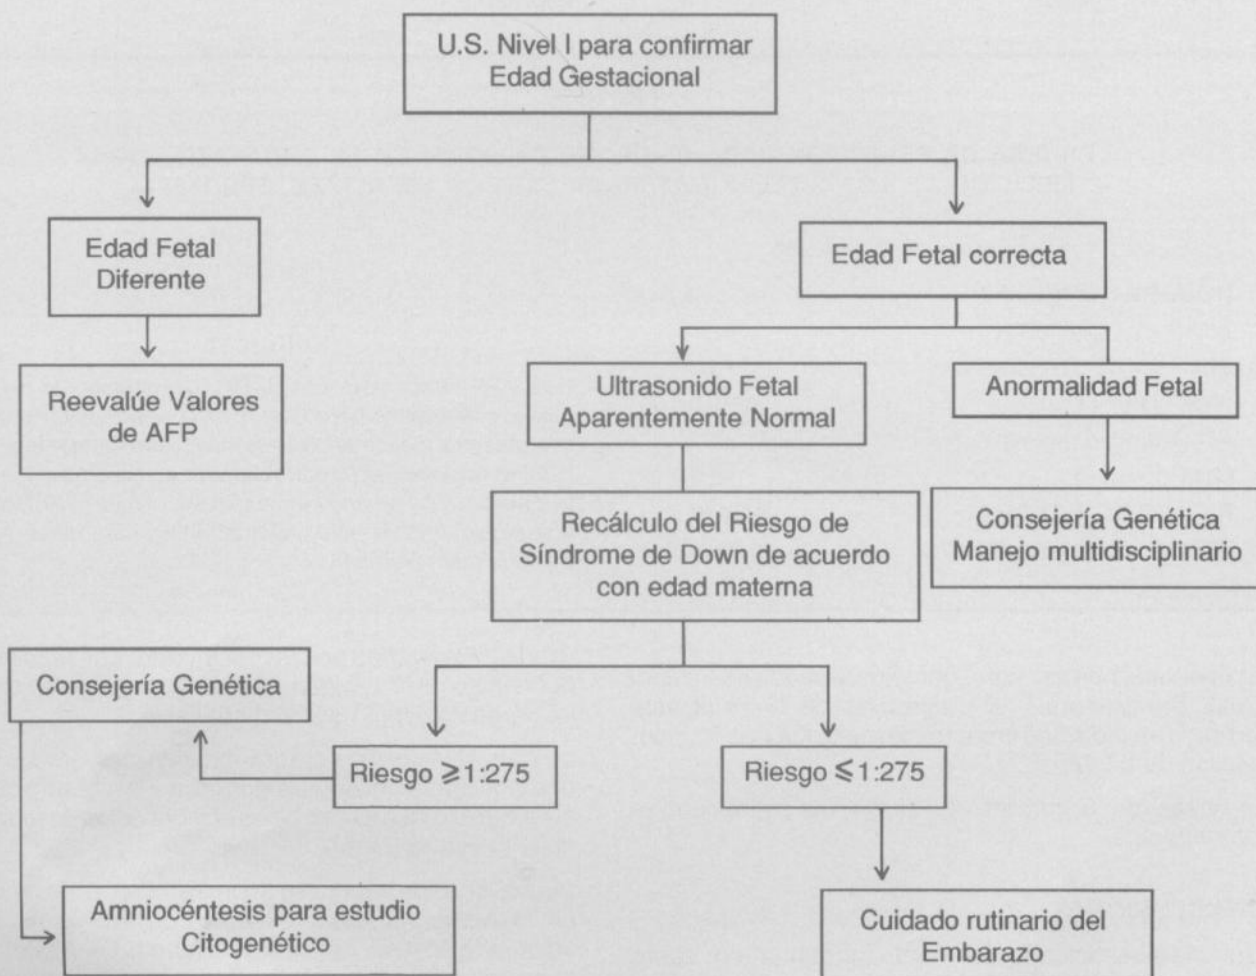 U.S. Nivel I para confirmar
Edad Gestacional
Edad Fetal
Diferente
Edad Fetal correcta
Reevalúe Valores
de AFP
Ultrasonido Fetal
Aparentemente Normal
Anormalidad Fetal
Recálculo del Riesgo de
Síndrome de Down de acuerdo
con edad materna
Consejería Genética
Manejo multidisciplinario
Consejería Genética
Riesgo ⩾1:275
Riesgo ⩽1:275
Amniocéntesis para estudio
Citogenético
Cuidado rutinario del
Embarazo